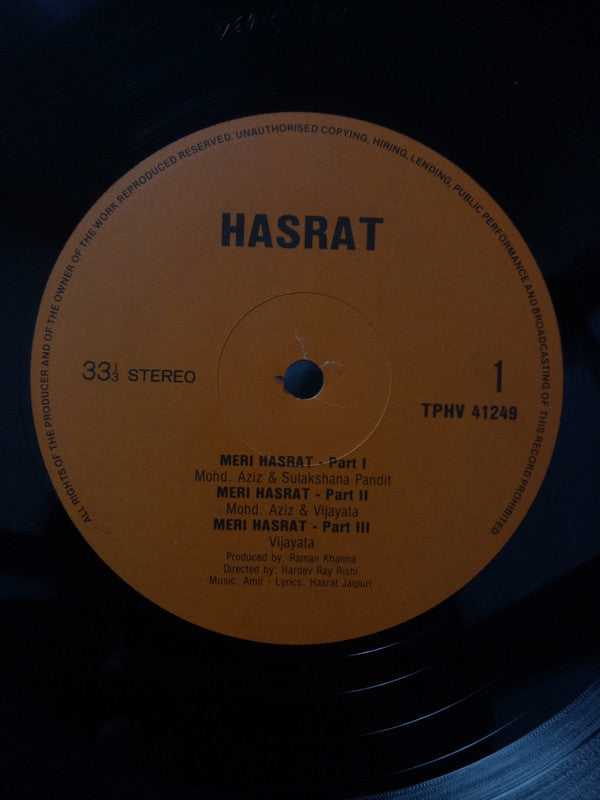 ALL RIGHTS OF THE PRODUCER AND OF THE OWNER OF THE WORK REPRODUCED RESERVED. UNAUTHORISED COPYING, HIRING, LENDING, PUBLIC PERFORMANCE AND BROADCASTING OF THIS RECORD PROHIBITED
HASRAT
33⅓ STEREO
1
TPHV 41249
MERI HASRAT - Part I
Mohd. Aziz & Sulakshana Pandit
MERI HASRAT - Part II
Mohd. Aziz & Vijayata
MERI HASRAT - Part III
Vijayata
Produced by: Raman Khanna
Directed by: Hardev Ray Rishi
Music: Amir - Lyrics: Hasrat Jaipuri